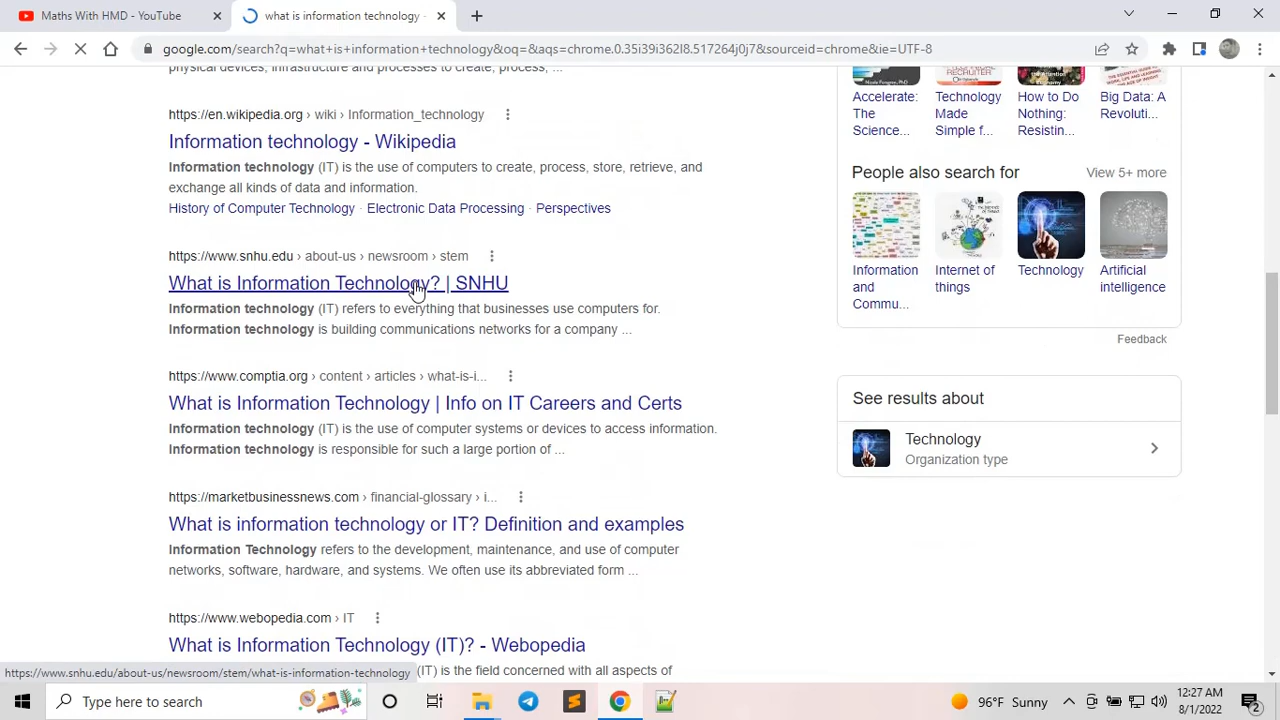 Maths With HMD - YouTube
what is information technology -
google.com/search?q=what+is+information+technology&oq=&aqs=chrome.0.35i39i362l8.517264j0j7&sourceid=chrome&ie=UTF-8
physical devices, infrastructure and processes to create, process, ...
https://en.wikipedia.org › wiki › Information_technology
Information technology - Wikipedia
Information technology (IT) is the use of computers to create, process, store, retrieve, and
exchange all kinds of data and information.
History of Computer Technology · Electronic Data Processing · Perspectives
https://www.snhu.edu › about-us › newsroom › stem
What is Information Technology? | SNHU
Information technology (IT) refers to everything that businesses use computers for.
Information technology is building communications networks for a company ...
https://www.comptia.org › content › articles › what-is-i...
What is Information Technology | Info on IT Careers and Certs
Information technology (IT) is the use of computer systems or devices to access information.
Information technology is responsible for such a large portion of ...
https://marketbusinessnews.com › financial-glossary › i...
What is information technology or IT? Definition and examples
Information Technology refers to the development, maintenance, and use of computer
networks, software, hardware, and systems. We often use its abbreviated form ...
https://www.webopedia.com › IT
What is Information Technology (IT)? - Webopedia
(IT) is the field concerned with all aspects of
https://www.snhu.edu/about-us/newsroom/stem/what-is-information-technology
Accelerate:
The
Science...
Technology
Made
Simple f...
How to Do
Nothing:
Resistin...
Big Data: A
Revoluti...
People also search for
View 5+ more
Information
and
Commu...
Internet of
things
Technology
Artificial
intelligence
Feedback
See results about
Technology
Organization type
Type here to search
96°F Sunny
12:27 AM
8/1/2022
2